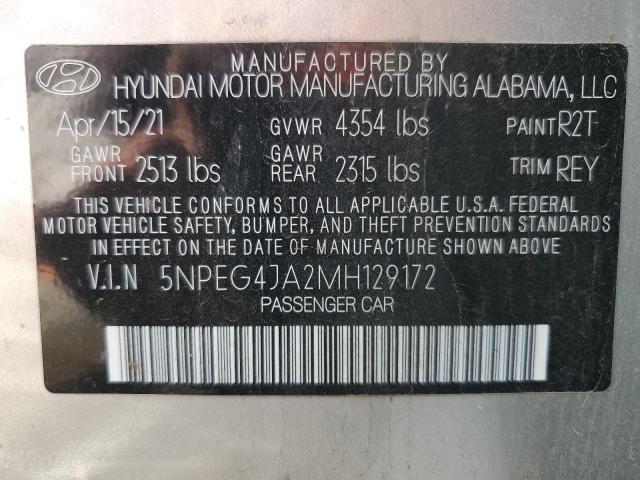 MANUFACTURED BY
HYUNDAI MOTOR MANUFACTURING ALABAMA, LLC
Apr/15/21 GVWR 4354 lbs PAINT R2T
GAWR FRONT 2513 lbs GAWR REAR 2315 lbs TRIM REY
THIS VEHICLE CONFORMS TO ALL APPLICABLE U.S.A. FEDERAL
MOTOR VEHICLE SAFETY, BUMPER, AND THEFT PREVENTION STANDARDS
IN EFFECT ON THE DATE OF MANUFACTURE SHOWN ABOVE
V.I.N 5NPEG4JA2MH129172
PASSENGER CAR